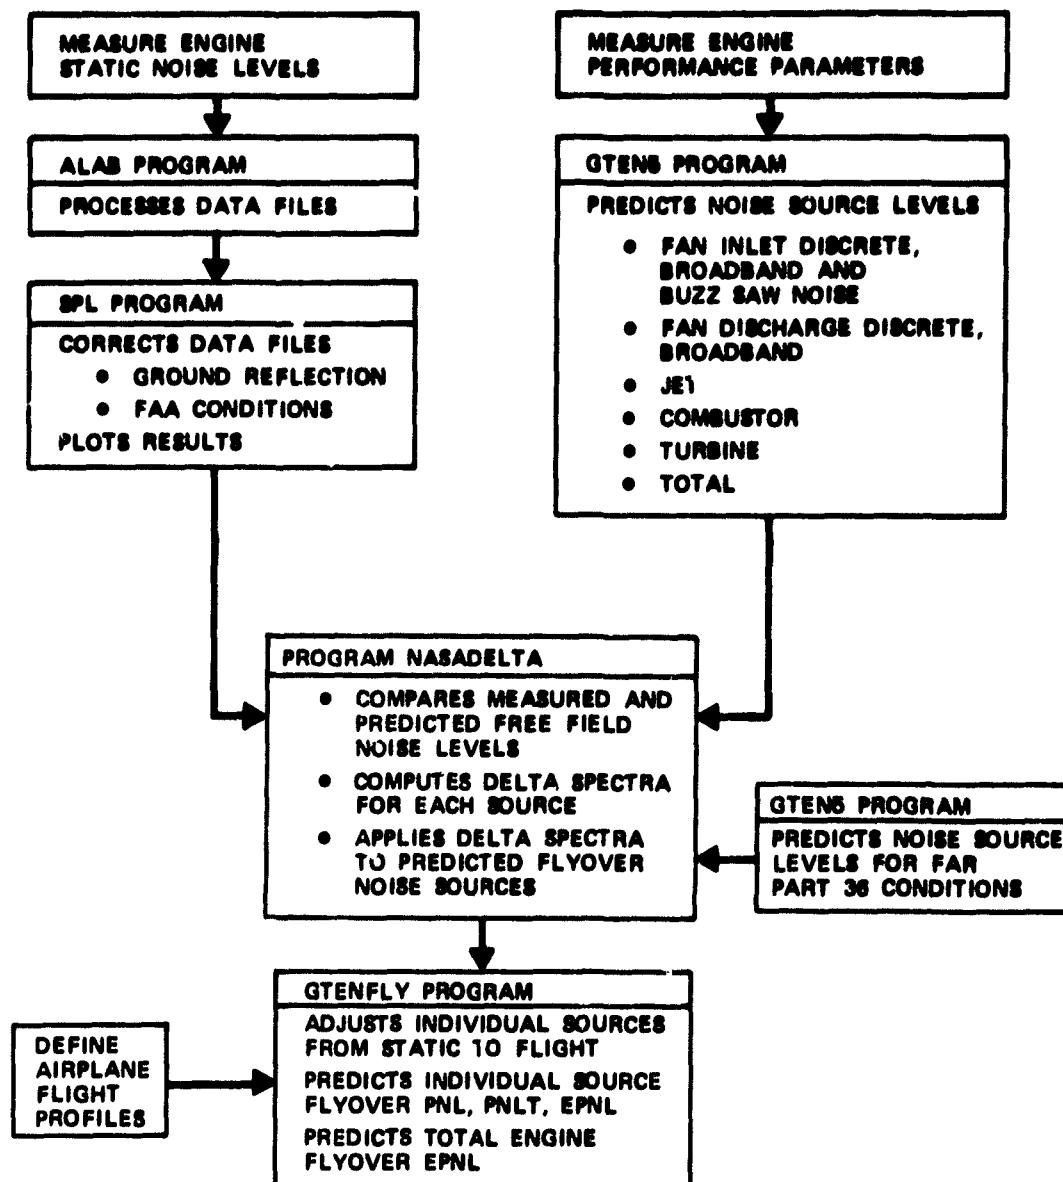 MEASURE ENGINE
STATIC NOISE LEVELS
MEASURE ENGINE
PERFORMANCE PARAMETERS
ALAB PROGRAM
PROCESSES DATA FILES
SPL PROGRAM
CORRECTS DATA FILES
• GROUND REFLECTION
• FAA CONDITIONS
PLOTS RESULTS
GTEN5 PROGRAM
PREDICTS NOISE SOURCE LEVELS
• FAN INLET DISCRETE,
BROADBAND AND
BUZZ SAW NOISE
• FAN DISCHARGE DISCRETE,
BROADBAND
• JET
• COMBUSTOR
• TURBINE
• TOTAL
PROGRAM NASADELTA
• COMPARES MEASURED AND
PREDICTED FREE FIELD
NOISE LEVELS
• COMPUTES DELTA SPECTRA
FOR EACH SOURCE
• APPLIES DELTA SPECTRA
TO PREDICTED FLYOVER
NOISE SOURCES
GTEN5 PROGRAM
PREDICTS NOISE SOURCE
LEVELS FOR FAR
PART 36 CONDITIONS
GTENFLY PROGRAM
ADJUSTS INDIVIDUAL SOURCES
FROM STATIC TO FLIGHT
PREDICTS INDIVIDUAL SOURCE
FLYOVER PNL, PNLT, EPNL
PREDICTS TOTAL ENGINE
FLYOVER EPNL
DEFINE
AIRPLANE
FLIGHT
PROFILES